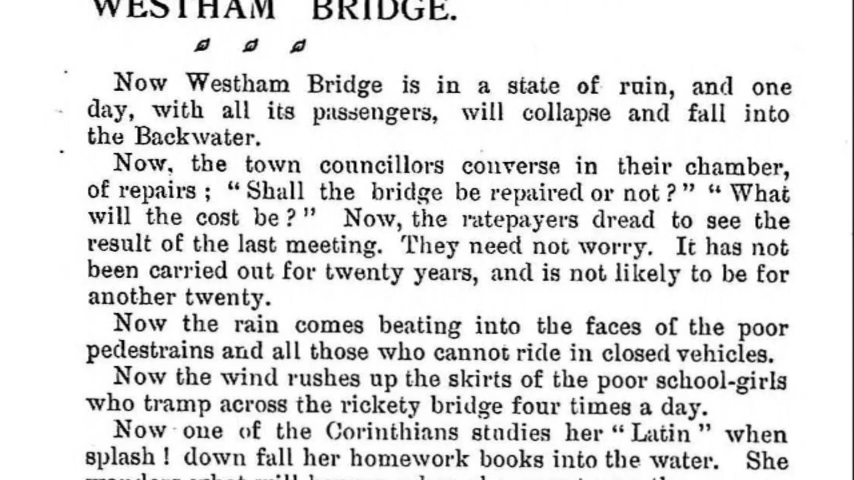 WESTHAM BRIDGE.
Now Westham Bridge is in a state of ruin, and one
day, with all its passengers, will collapse and fall into
the Backwater.
Now, the town councillors converse in their chamber,
of repairs ; “ Shall the bridge be repaired or not ? ” “ What
will the cost be ? ” Now, the ratepayers dread to see the
result of the last meeting. They need not worry. It has not
been carried out for twenty years, and is not likely to be for
another twenty.
Now the rain comes beating into the faces of the poor
pedestrains and all those who cannot ride in closed vehicles.
Now the wind rushes up the skirts of the poor school-girls
who tramp across the rickety bridge four times a day.
Now one of the Corinthians studies her “ Latin ” when
splash ! down fall her homework books into the water. She
wonders what will